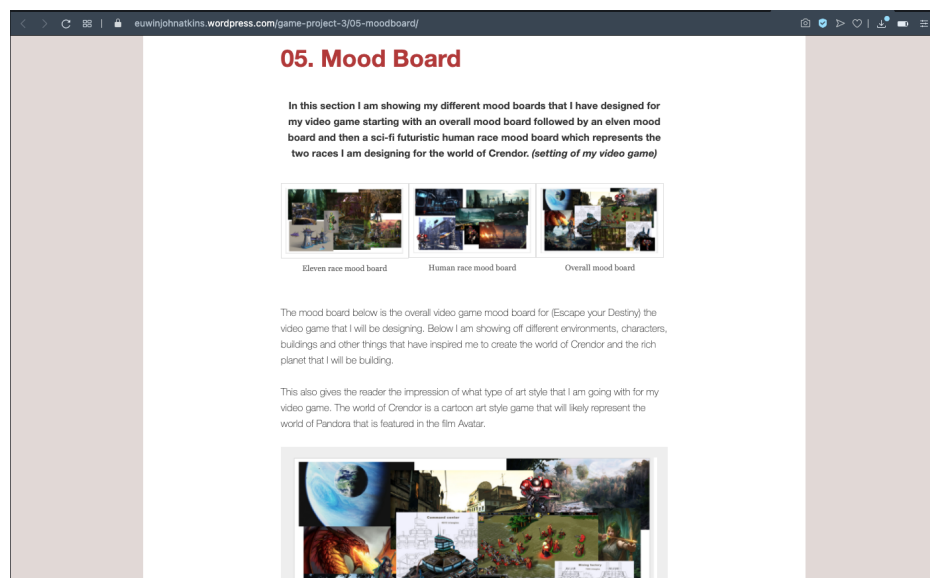 euwinjohnatkins.wordpress.com/game-project-3/05-moodboard/
05. Mood Board
In this section I am showing my different mood boards that I have designed for
my video game starting with an overall mood board followed by an elven mood
board and then a sci-fi futuristic human race mood board which represents the
two races I am designing for the world of Crendor. (setting of my video game)
Eleven race mood board
Human race mood board
Overall mood board
The mood board below is the overall video game mood board for (Escape your Destiny) the
video game that I will be designing. Below I am showing off different environments, characters,
buildings and other things that have inspired me to create the world of Crendor and the rich
planet that I will be building.
This also gives the reader the impression of what type of art style that I am going with for my
video game. The world of Crendor is a cartoon art style game that will likely represent the
world of Pandora that is featured in the film Avatar.
Command center